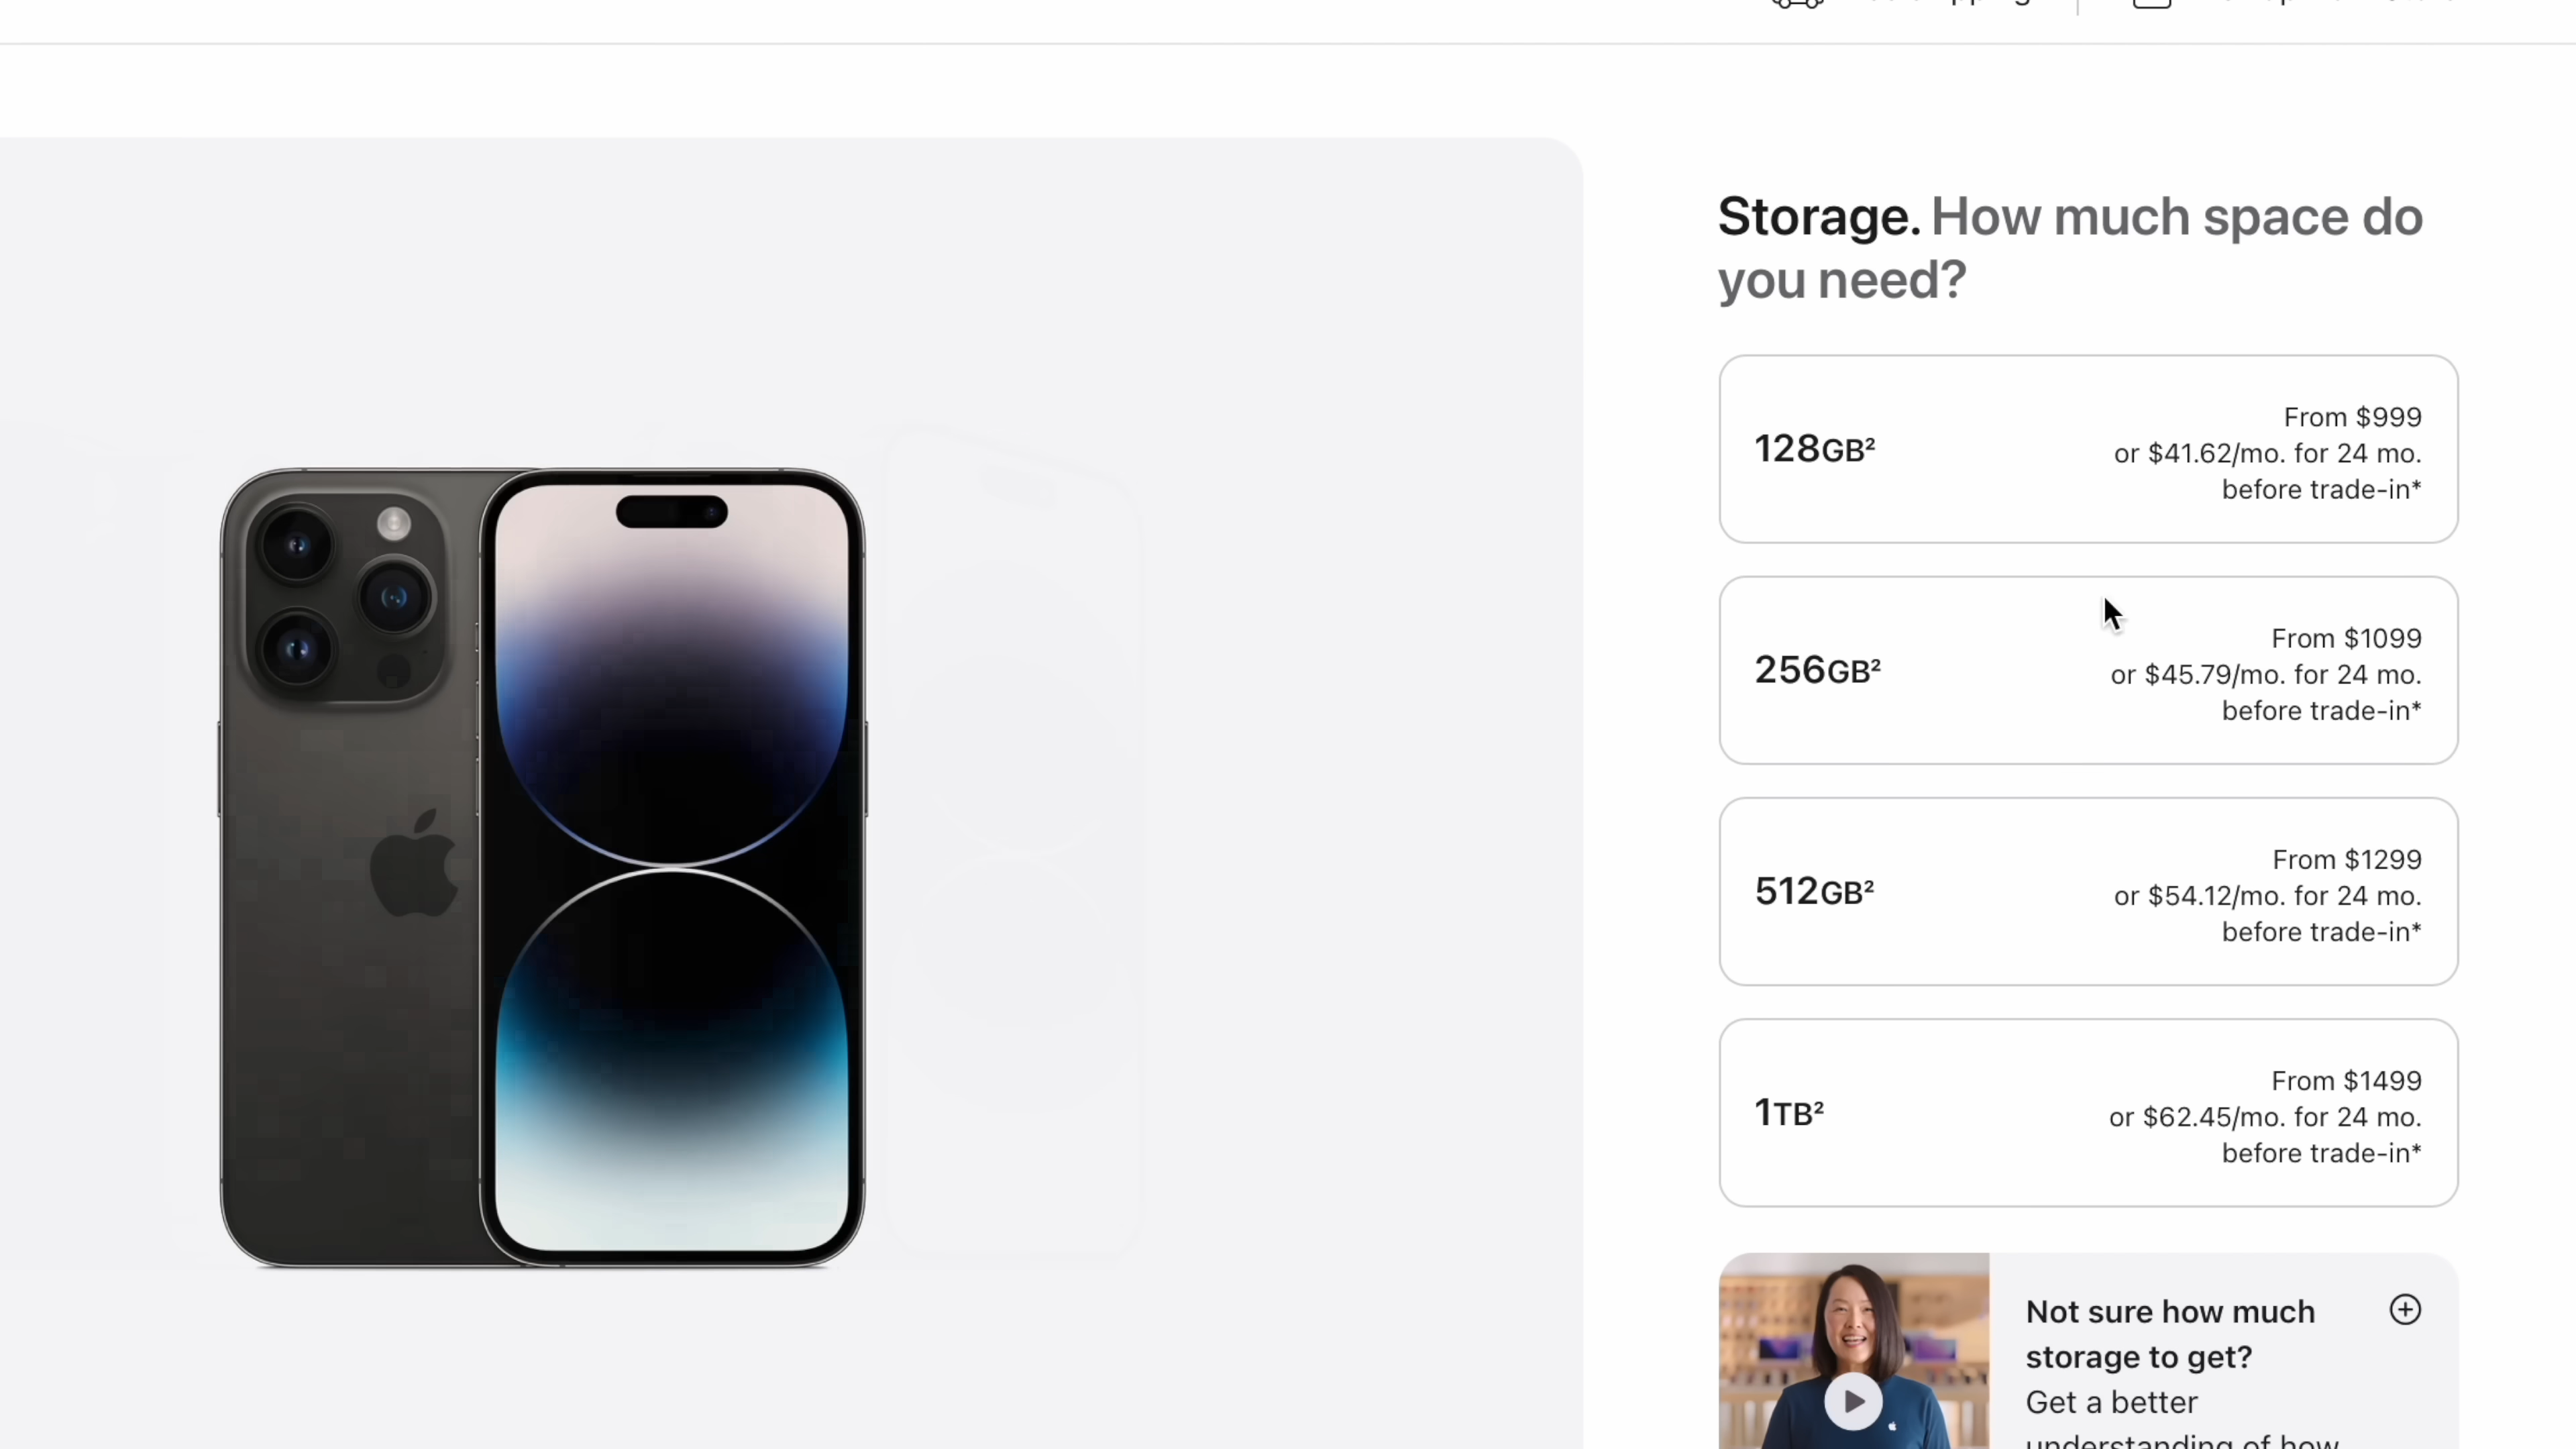 Storage. How much space do
you need?
128GB²
From $999
or $41.62/mo. for 24 mo.
before trade-in*
256GB²
From $1099
or $45.79/mo. for 24 mo.
before trade-in*
512GB²
From $1299
or $54.12/mo. for 24 mo.
before trade-in*
1TB²
From $1499
or $62.45/mo. for 24 mo.
before trade-in*
Not sure how much
storage to get?
Get a better
understanding of how